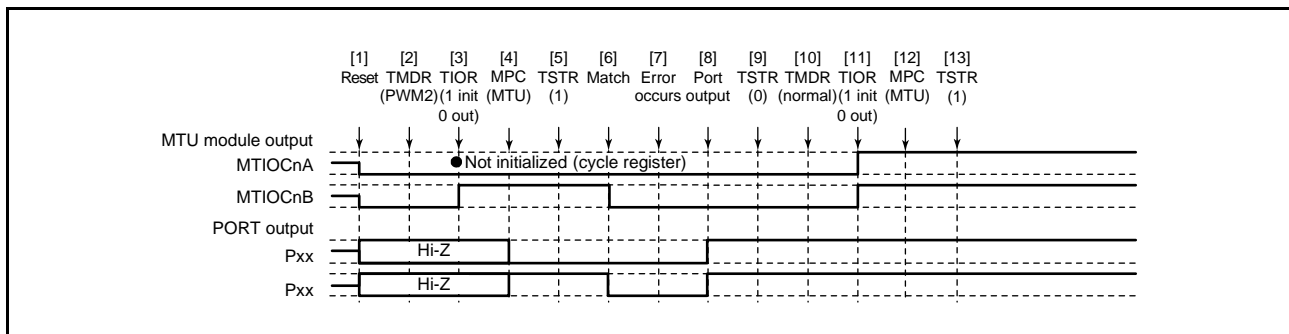 [1] [2] [3] [4] [5] [6] [7] [8] [9] [10] [11] [12] [13]
Reset TMDR TIOR MPC TSTR Match Error Port TSTR TMDR TIOR MPC TSTR
(PWM2) (1 init (MTU) (1) occurs output (0) (normal) (1 init (MTU) (1)
0 out) 0 out)
MTU module output
MTIOCnA
Not initialized (cycle register)
MTIOCnB
PORT output
Pxx
Hi-Z
Pxx
Hi-Z